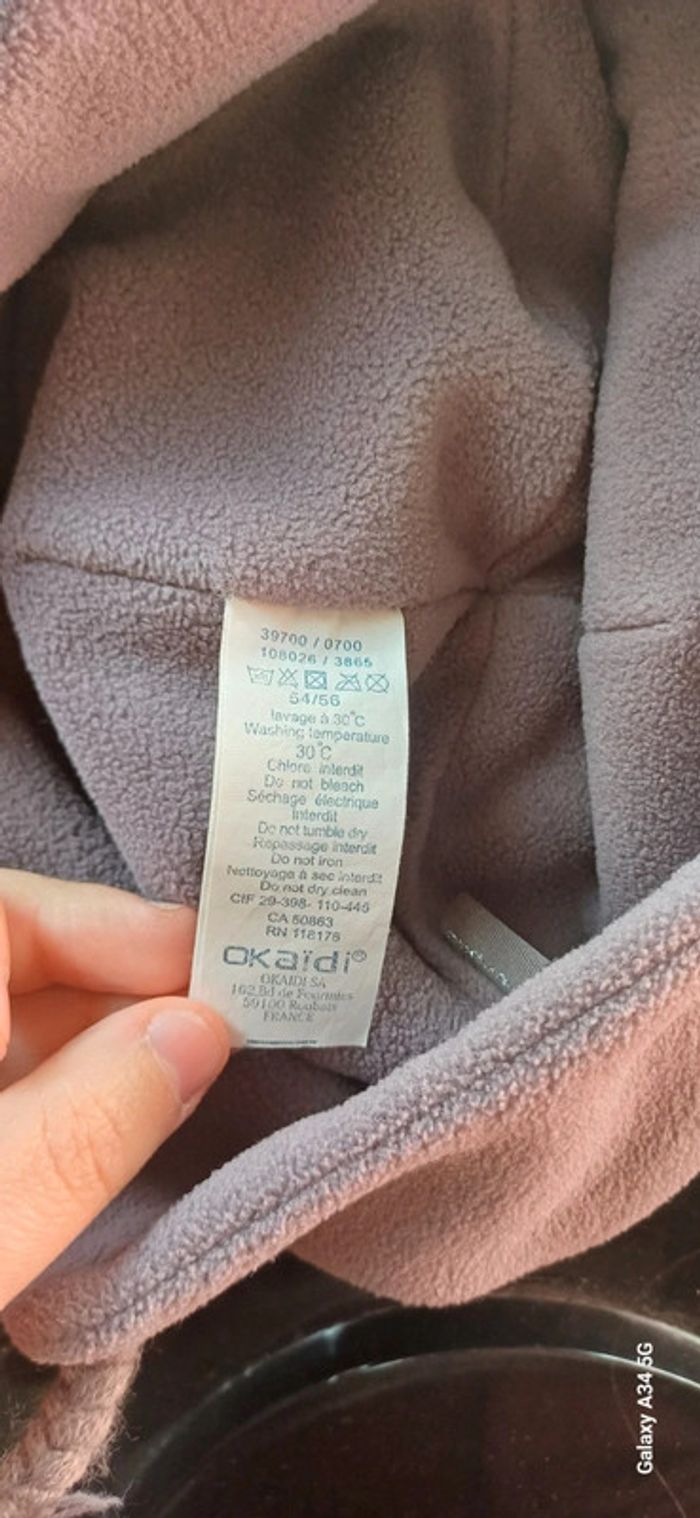 39700 / 0700
108026 / 3865
54/56
lavage à 30°C
Washing temperature
30°C
Chlore interdit
Do not bleach
Séchage électrique
interdit
Do not tumble dry
Repassage interdit
Do not iron
Nettoyage à sec interdit
Do not dry clean
CIF 29-398- 110-445
CA 50863
RN 118176
OKaïdi®
OKAIDI SA
162,Bd de Fourmies
59100 Roubaix
FRANCE
Galaxy A34 5G